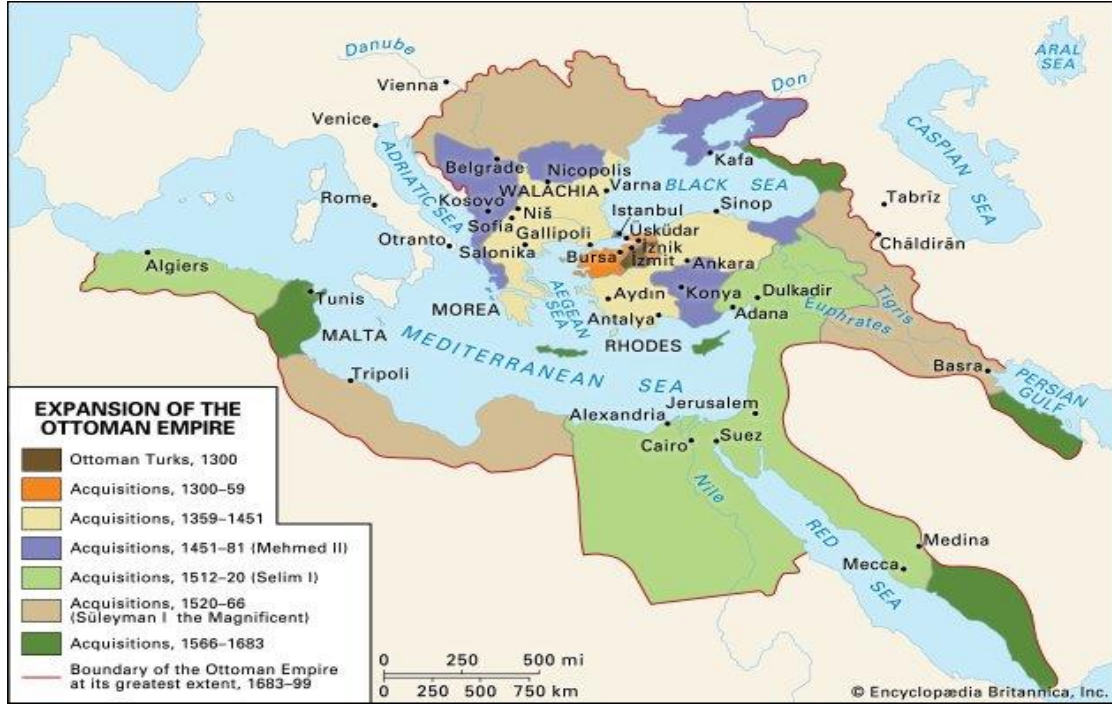 Danube
Vienna
Venice
ADRIATIC SEA
Rome
Otranto
Don
ARAL
SEA
CASPIAN
SEA
Belgrade
Nicopolis
WALACHIA
Varna
Kosovo
Niš
Sofia
Gallipoli
Salonika
Istanbul
Üsküdar
İznik
İzmit
Bursa
Ankara
BLACK SEA
Kafa
Sinop
Tabrīz
Chāldirān
Algiers
Tunis
MALTA
MOREA
AEGEAN
SEA
Aydın
Antalya
Konya
Adana
Dulkadir
Euphrates
Tigris
RHODES
MEDITERRANEAN SEA
Tripoli
Basra
PERSIAN
GULF
Alexandria
Jerusalem
Cairo
Suez
Nile
RED
SEA
Medina
Mecca
EXPANSION OF THE
OTTOMAN EMPIRE
Ottoman Turks, 1300
Acquisitions, 1300–59
Acquisitions, 1359–1451
Acquisitions, 1451–81 (Mehmed II)
Acquisitions, 1512–20 (Selim I)
Acquisitions, 1520–66
(Süleyman I the Magnificent)
Acquisitions, 1566–1683
Boundary of the Ottoman Empire
at its greatest extent, 1683–99
0 250 500 mi
0 250 500 750 km
© Encyclopædia Britannica, Inc.